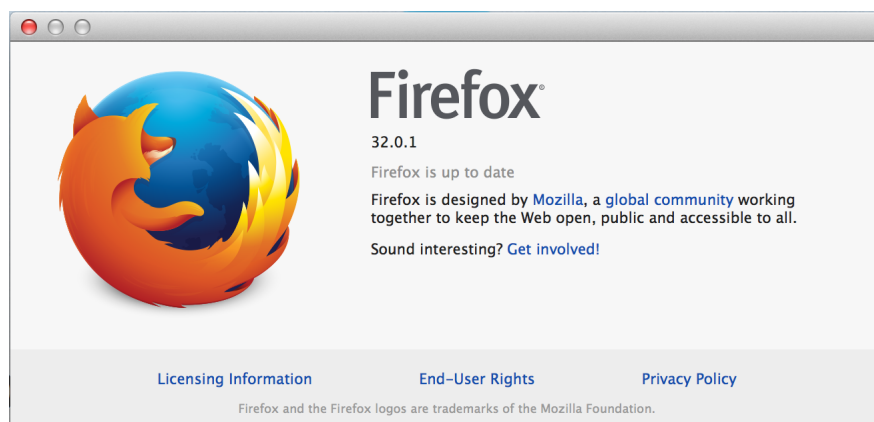 Firefox®
32.0.1
Firefox is up to date
Firefox is designed by Mozilla, a global community working
together to keep the Web open, public and accessible to all.
Sound interesting? Get involved!
Licensing Information End-User Rights Privacy Policy
Firefox and the Firefox logos are trademarks of the Mozilla Foundation.